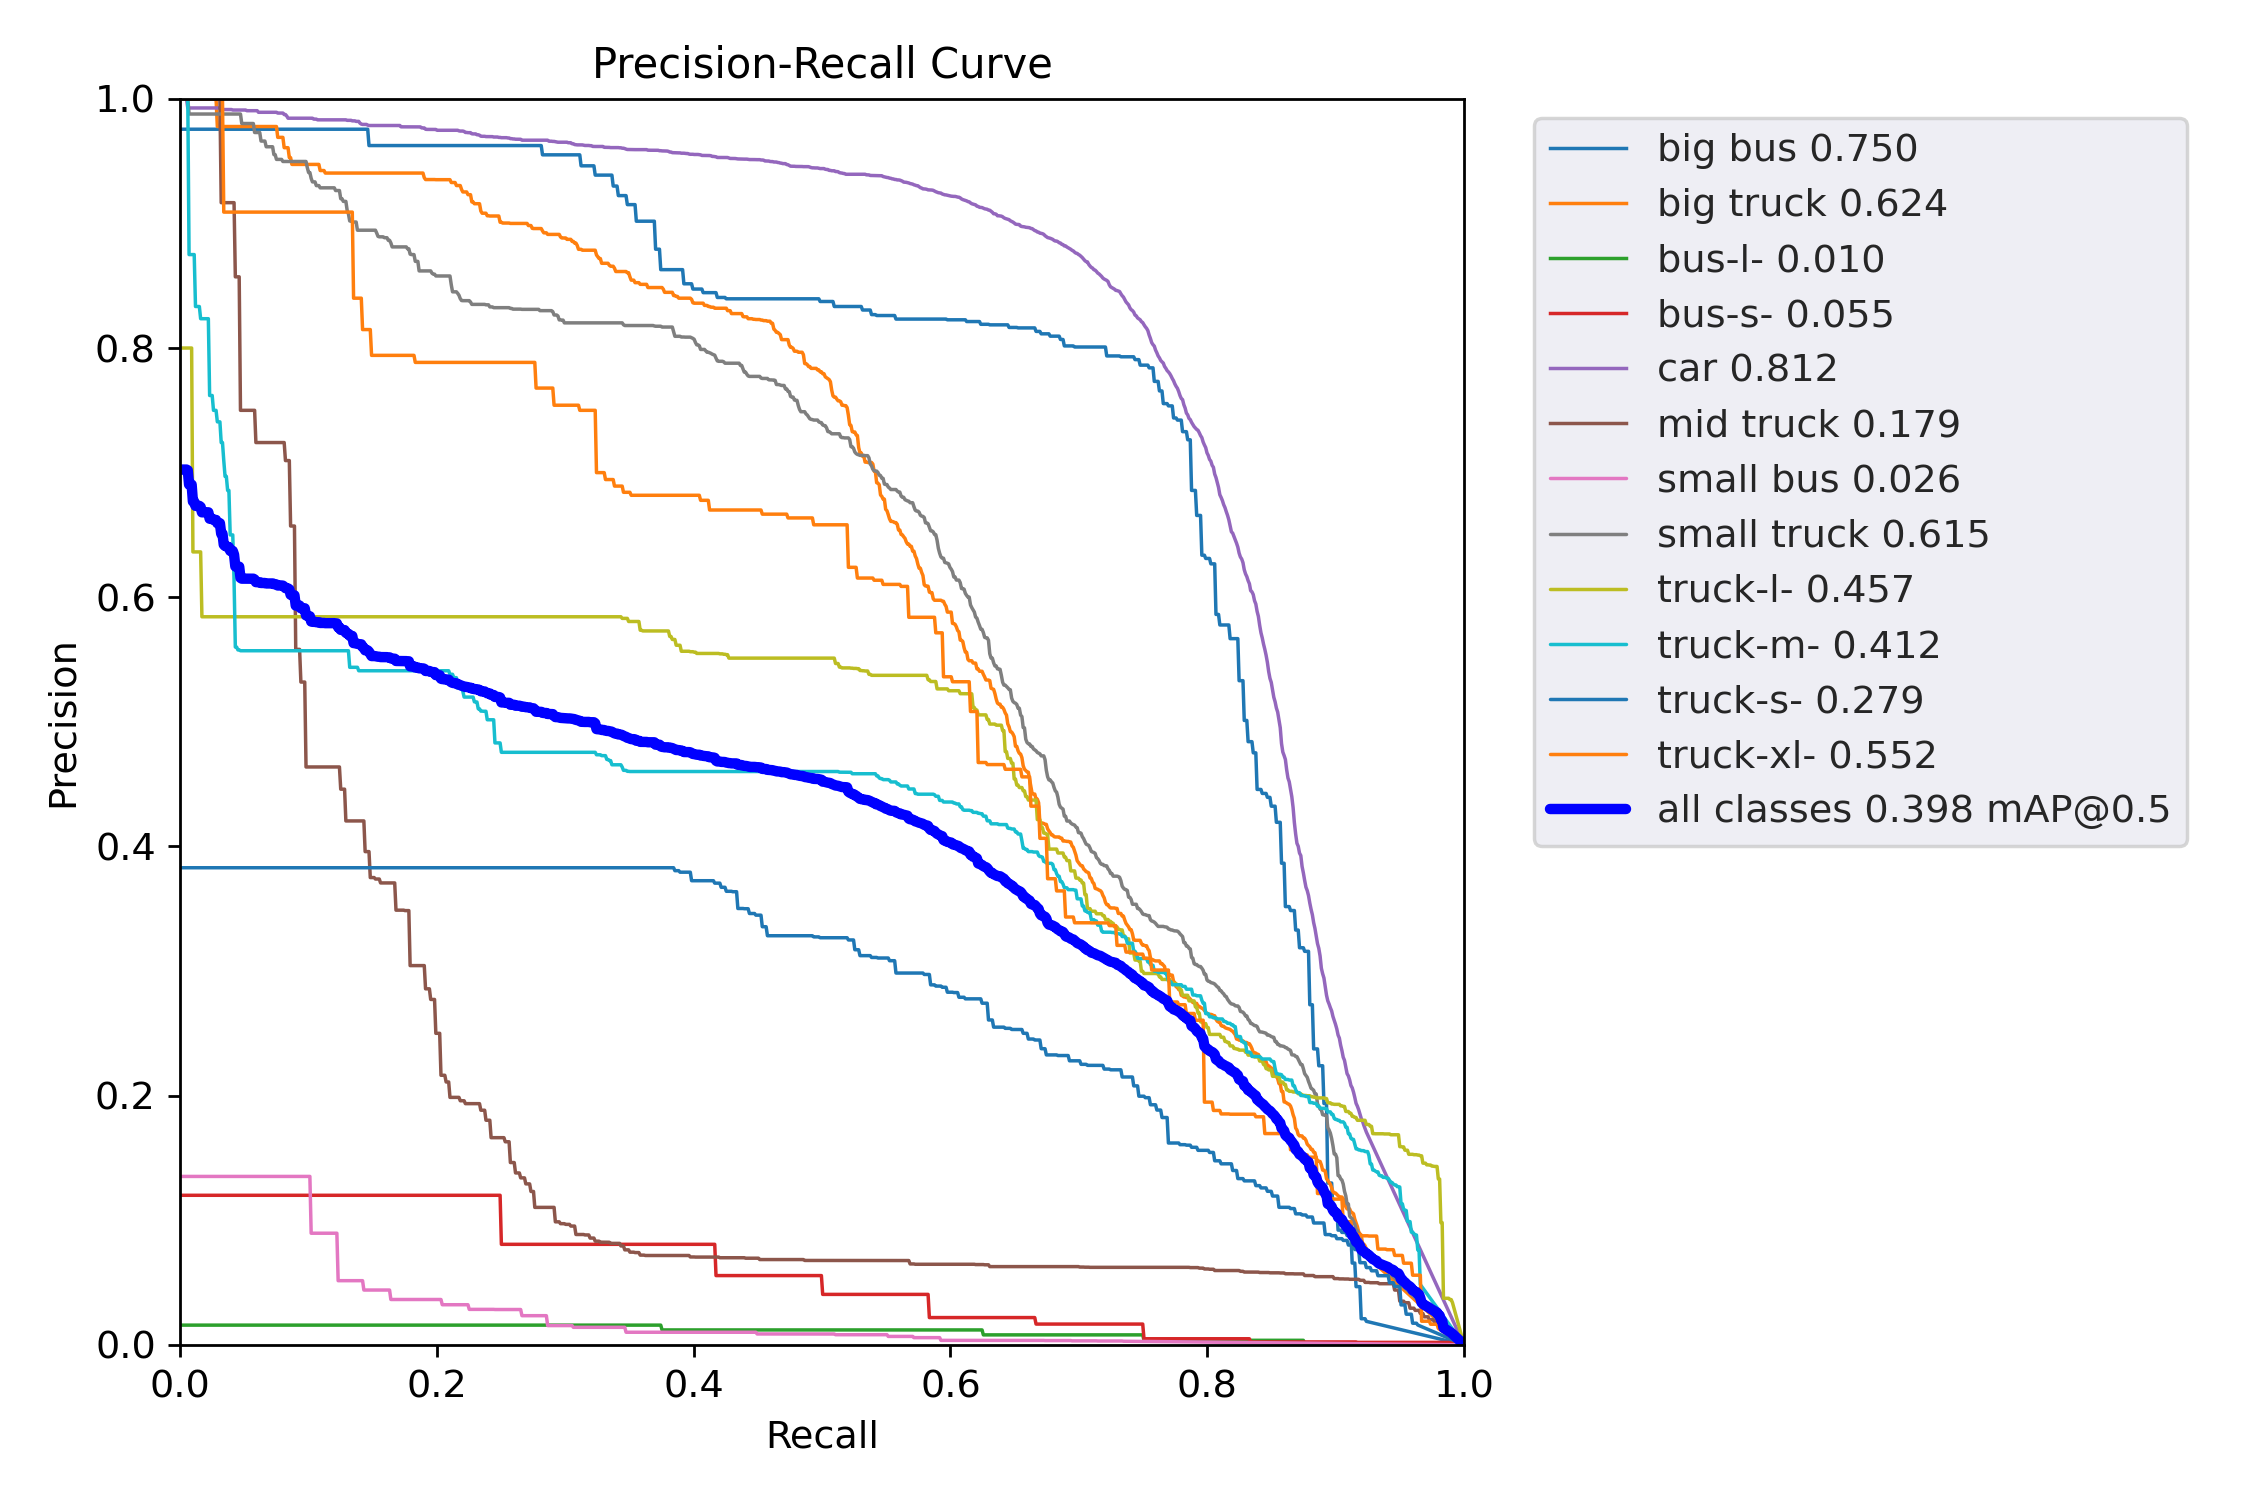 Precision-Recall Curve
1.0
0.8
0.6
0.4
0.2
0.0
Precision
0.0 0.2 0.4 0.6 0.8 1.0
Recall
big bus 0.750
big truck 0.624
bus-l- 0.010
bus-s- 0.055
car 0.812
mid truck 0.179
small bus 0.026
small truck 0.615
truck-l- 0.457
truck-m- 0.412
truck-s- 0.279
truck-xl- 0.552
all classes 0.398 mAP@0.5